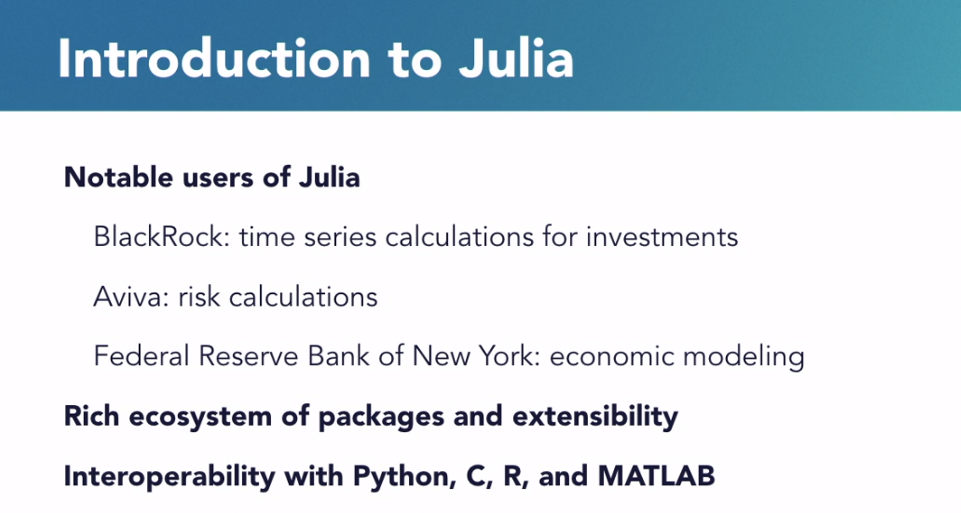 Introduction to Julia
Notable users of Julia
BlackRock: time series calculations for investments
Aviva: risk calculations
Federal Reserve Bank of New York: economic modeling
Rich ecosystem of packages and extensibility
Interoperability with Python, C, R, and MATLAB